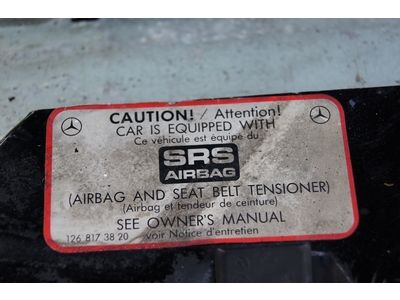 CAUTION! / Attention!
CAR IS EQUIPPED WITH
Ce véhicule est équipé du
SRS
AIRBAG
(AIRBAG AND SEAT BELT TENSIONER)
(Airbag et tendeur de ceinture)
SEE OWNER'S MANUAL
126 817 38 20 voir Notice d'entretien